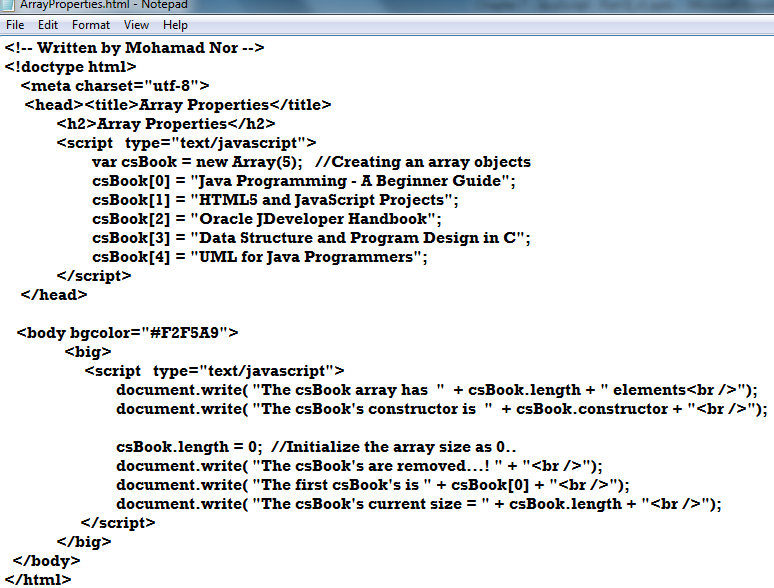 ArrayProperties.html - Notepad
File Edit Format View Help
<!-- Written by Mohamad Nor -->
<!doctype html>
<meta charset="utf-8">
<head><title>Array Properties</title>
<h2>Array Properties</h2>
<script type="text/javascript">
var csBook = new Array(5); //Creating an array objects
csBook[0] = "Java Programming - A Beginner Guide";
csBook[1] = "HTML5 and JavaScript Projects";
csBook[2] = "Oracle JDeveloper Handbook";
csBook[3] = "Data Structure and Program Design in C";
csBook[4] = "UML for Java Programmers";
</script>
</head>
<body bgcolor="#F2F5A9">
<big>
<script type="text/javascript">
document.write( "The csBook array has " + csBook.length + " elements<br />");
document.write( "The csBook's constructor is " + csBook.constructor + "<br />");
csBook.length = 0; //Initialize the array size as 0..
document.write( "The csBook's are removed...! " + "<br />");
document.write( "The first csBook's is " + csBook[0] + "<br />");
document.write( "The csBook's current size = " + csBook.length + "<br />");
</script>
</big>
</body>
</html>